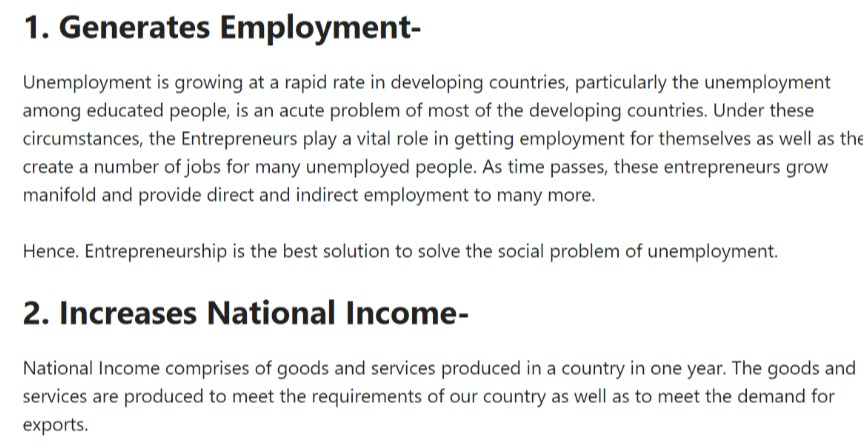 1. Generates Employment-
Unemployment is growing at a rapid rate in developing countries, particularly the unemployment
among educated people, is an acute problem of most of the developing countries. Under these
circumstances, the Entrepreneurs play a vital role in getting employment for themselves as well as the
create a number of jobs for many unemployed people. As time passes, these entrepreneurs grow
manifold and provide direct and indirect employment to many more.
Hence. Entrepreneurship is the best solution to solve the social problem of unemployment.
2. Increases National Income-
National Income comprises of goods and services produced in a country in one year. The goods and
services are produced to meet the requirements of our country as well as to meet the demand for
exports.